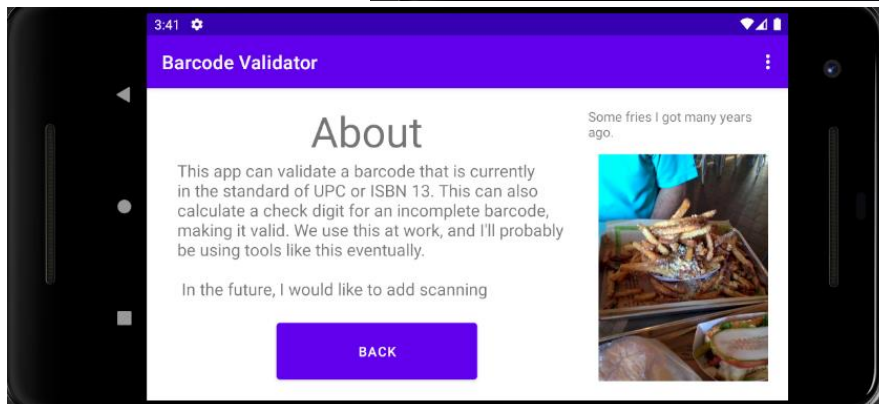 3:41
Barcode Validator
About
This app can validate a barcode that is currently
in the standard of UPC or ISBN 13. This can also
calculate a check digit for an incomplete barcode,
making it valid. We use this at work, and I'll probably
be using tools like this eventually.
In the future, I would like to add scanning
BACK
Some fries I got many years
ago.